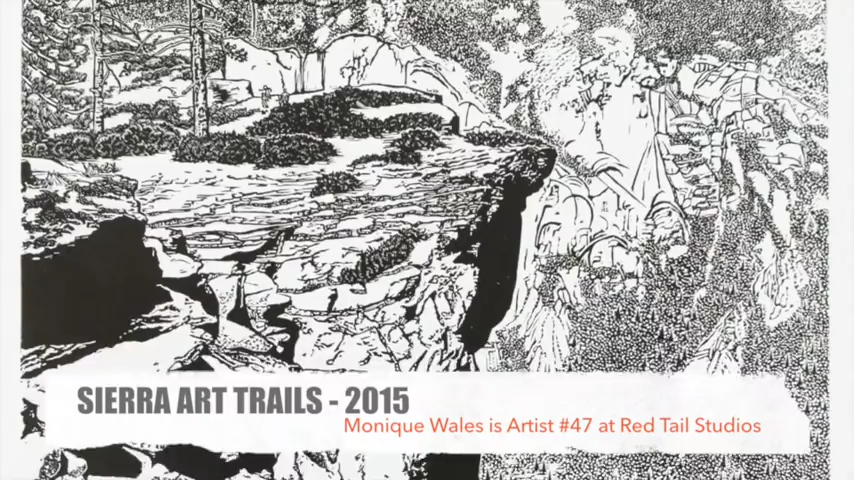 SIERRA ART TRAILS - 2015
Monique Wales is Artist #47 at Red Tail Studios